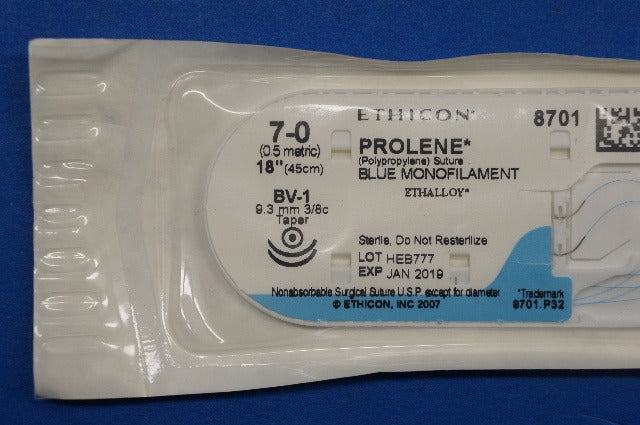 ETHICON*
8701
7-0
(0.5 metric)
18" (45cm)
PROLENE*
(Polypropylene) Suture
BLUE MONOFILAMENT
ETHALLOY*
BV-1
9.3 mm 3/8c
Taper
Sterile, Do Not Resterilize
LOT HEB777
EXP JAN 2019
Nonabsorbable Surgical Suture U.S.P. except for diameter
© ETHICON, INC 2007
*Trademark
8701.P32